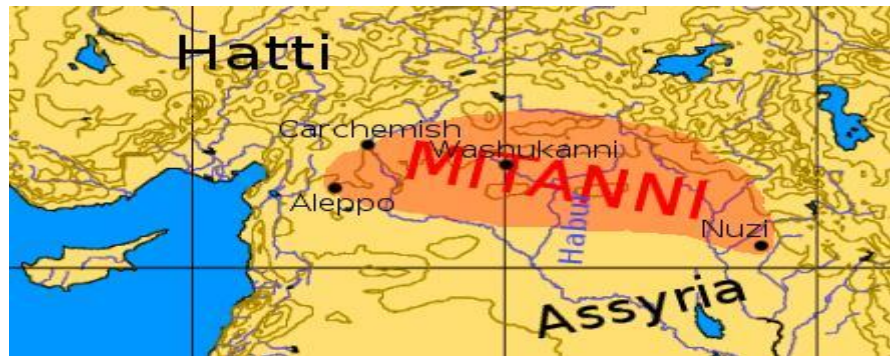 Hatti
Carchemish
Washukanni
MITANNI
Aleppo
Nuzi
Habur
Assyria